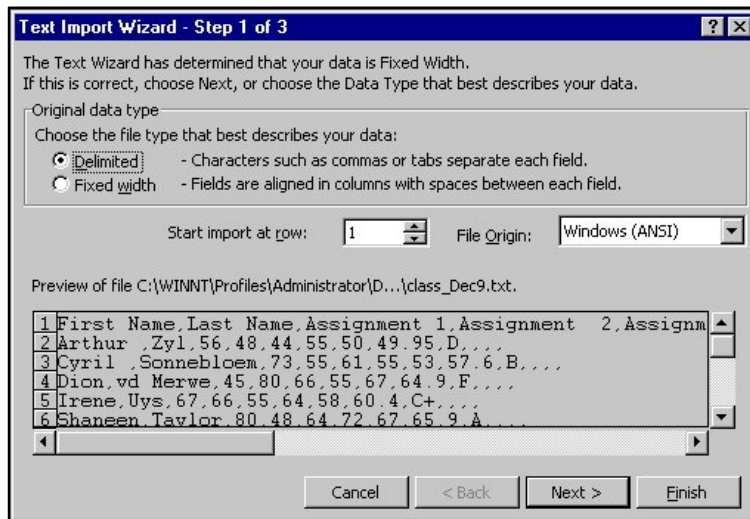 Text Import Wizard - Step 1 of 3
The Text Wizard has determined that your data is Fixed Width.
If this is correct, choose Next, or choose the Data Type that best describes your data.
Original data type
Choose the file type that best describes your data:
Delimited - Characters such as commas or tabs separate each field.
Fixed width - Fields are aligned in columns with spaces between each field.
Start import at row: 1 File Origin: Windows (ANSI)
Preview of file C:\WINNT\Profiles\Administrator\D...\class_Dec9.txt.
1 First Name,Last Name,Assignment 1,Assignment  2,Assignm
2 Arthur ,Zyl,56,48,44,55,50,49.95,D,,,,
3 Cyril ,Sonnebloem,73,55,61,55,53,57.6,B,,,,
4 Dion,vd Merwe,45,80,66,55,67,64.9,F,,,,
5 Irene,Uys,67,66,55,64,58,60.4,C+,,,,
6 Shaneen,Taylor,80,48,64,72,67,65.9,A,,,,
Cancel < Back Next > Finish